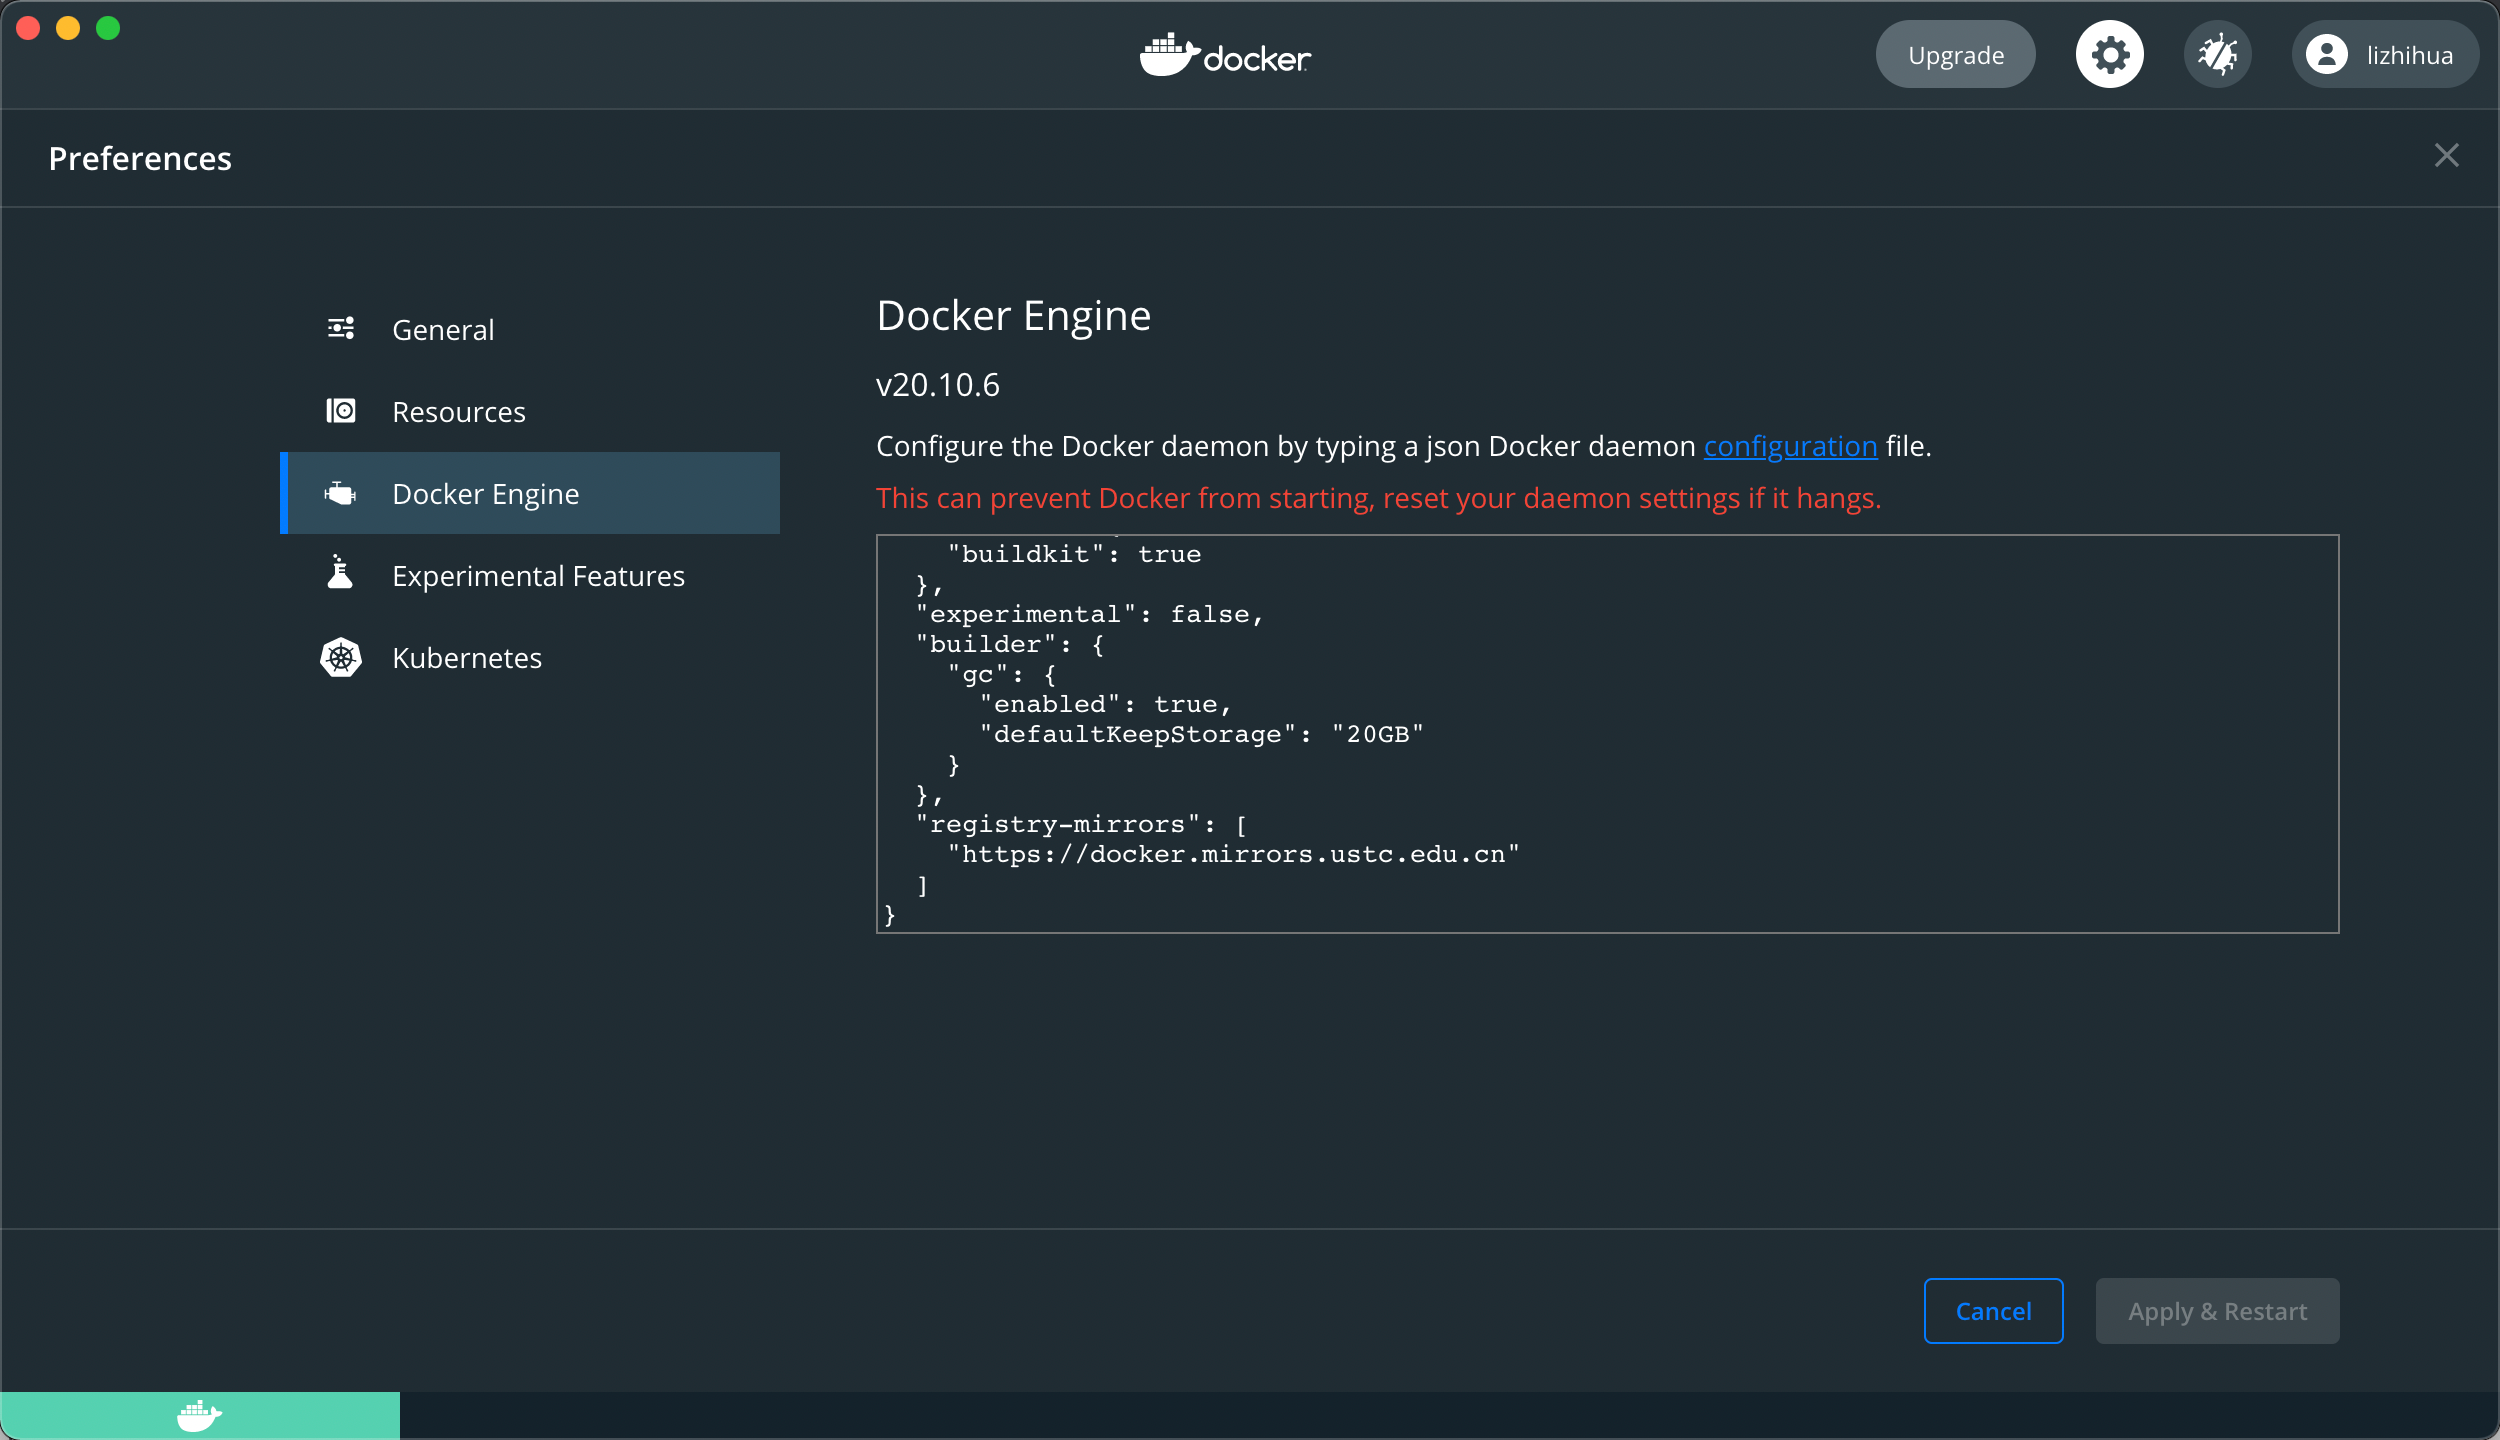 docker
Upgrade
lizhihua
Preferences
General
Resources
Docker Engine
Experimental Features
Kubernetes
Docker Engine
v20.10.6
Configure the Docker daemon by typing a json Docker daemon configuration file.
This can prevent Docker from starting, reset your daemon settings if it hangs.
    "buildkit": true
  },
  "experimental": false,
  "builder": {
    "gc": {
      "enabled": true,
      "defaultKeepStorage": "20GB"
    }
  },
  "registry-mirrors": [
    "https://docker.mirrors.ustc.edu.cn"
  ]
}
Cancel
Apply & Restart